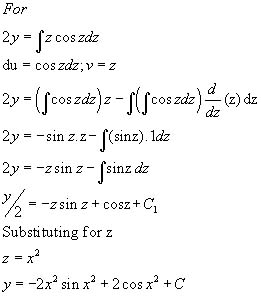 For
2y = ∫z cos zdz
du = cos zdz; v = z
2y = (∫cos zdz) z − ∫(∫cos zdz) d/dz (z) dz
2y = −sin z.z − ∫(sinz).1dz
2y = −z sin z − ∫sinz dz
y/2 = −z sin z + cosz + C₁
Substituting for z
z = x²
y = −2x² sin x² + 2 cos x² + C